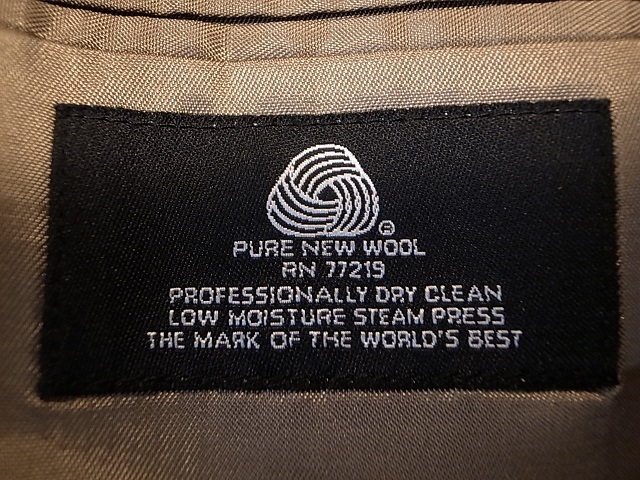 ®
PURE NEW WOOL
RN 77219
PROFESSIONALLY DRY CLEAN
LOW MOISTURE STEAM PRESS
THE MARK OF THE WORLD'S BEST